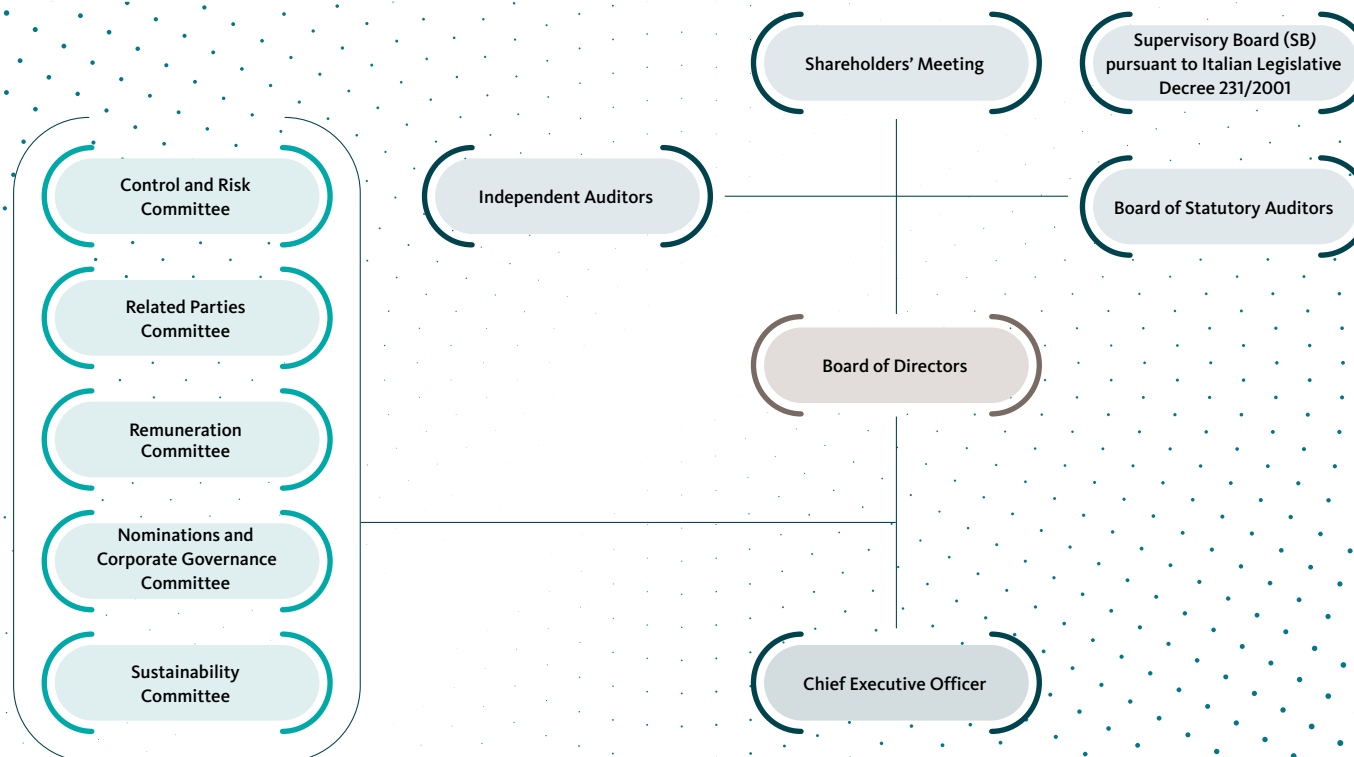 Shareholders’ Meeting
Supervisory Board (SB)
pursuant to Italian Legislative
Decree 231/2001
Control and Risk
Committee
Independent Auditors
Board of Statutory Auditors
Related Parties
Committee
Board of Directors
Remuneration
Committee
Nominations and
Corporate Governance
Committee
Sustainability
Committee
Chief Executive Officer